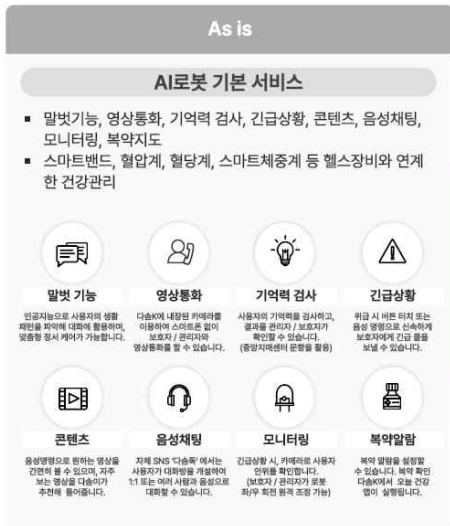 As is
AI로봇 기본 서비스
▪ 말벗기능, 영상통화, 기억력 검사, 긴급상황, 콘텐츠, 음성채팅,
모니터링, 복약지도
▪ 스마트밴드, 혈압계, 혈당계, 스마트체중계 등 헬스장비와 연계
한 건강관리
말벗 기능
인공지능으로 사용자의 생활
패턴을 파악해 대화에 활용하며,
맞춤형 정서 케어가 가능합니다.
영상통화
다솜K에 내장된 카메라를
이용하여 스마트폰 없이
보호자 / 관리자와
영상통화를 할 수 있습니다.
기억력 검사
사용자의 기억력을 검사하고,
결과를 관리자 / 보호자가
확인할 수 있습니다.
(중앙치매센터 문항을 활용)
긴급상황
위급 시 버튼 터치 또는
음성 명령으로 신속하게
보호자에게 긴급 콜을
보낼 수 있습니다.
콘텐츠
음성명령으로 원하는 영상을
간편히 볼 수 있으며, 자주
보는 영상을 다솜이가
추천해 틀어줍니다.
음성채팅
자체 SNS '다솜톡' 에서는
사용자가 대화방을 개설하여
1:1 또는 여러 사람과 음성으로
대화할 수 있습니다.
모니터링
긴급상황 시, 카메라로 사용자
안위를 확인합니다.
(보호자 / 관리자가 로봇
좌/우 회전 원격 조정 가능)
복약알람
복약 알람을 설정할
수 있습니다. 복약 확인
다솜K에서 오늘 건강
앱이 실행됩니다.